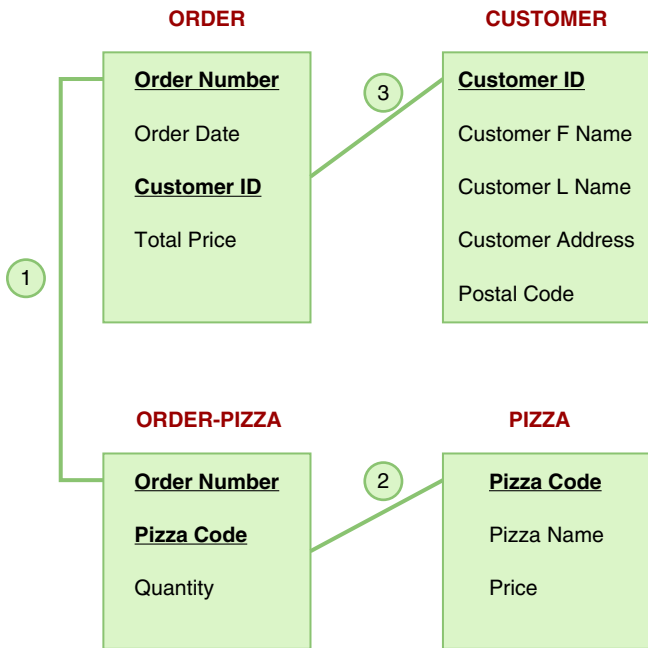 ORDER
Order Number
Order Date
Customer ID
Total Price
CUSTOMER
Customer ID
Customer F Name
Customer L Name
Customer Address
Postal Code
3
1
ORDER-PIZZA
Order Number
Pizza Code
Quantity
2
PIZZA
Pizza Code
Pizza Name
Price